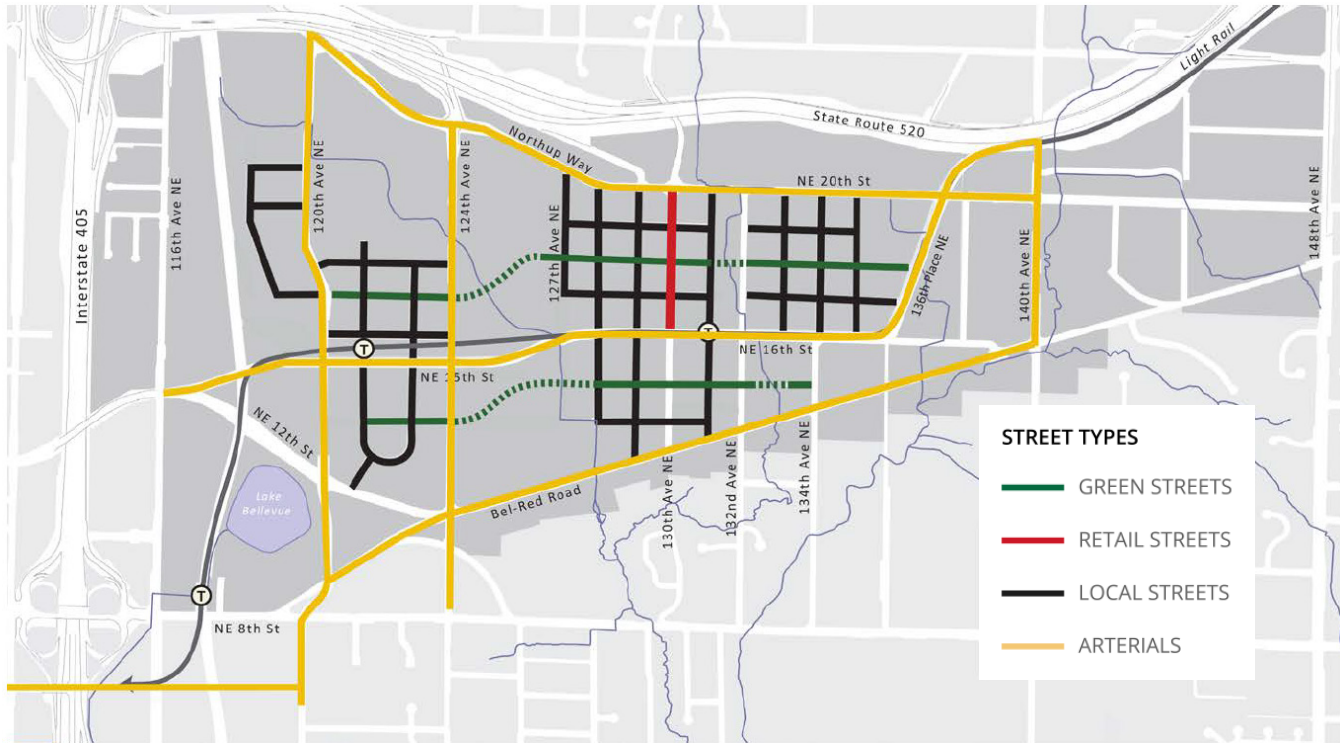 Light Rail
State Route 520
Northup Way
NE 20th St
Interstate 405
116th Ave NE
120th Ave NE
124th Ave NE
127th Ave NE
136th Place NE
140th Ave NE
148th Ave NE
T
T
NE 16th St
NE 15th St
NE 12th St
Lake
Bellevue
Bel-Red Road
130th Ave NE
132nd Ave NE
134th Ave NE
T
NE 8th St
STREET TYPES
GREEN STREETS
RETAIL STREETS
LOCAL STREETS
ARTERIALS